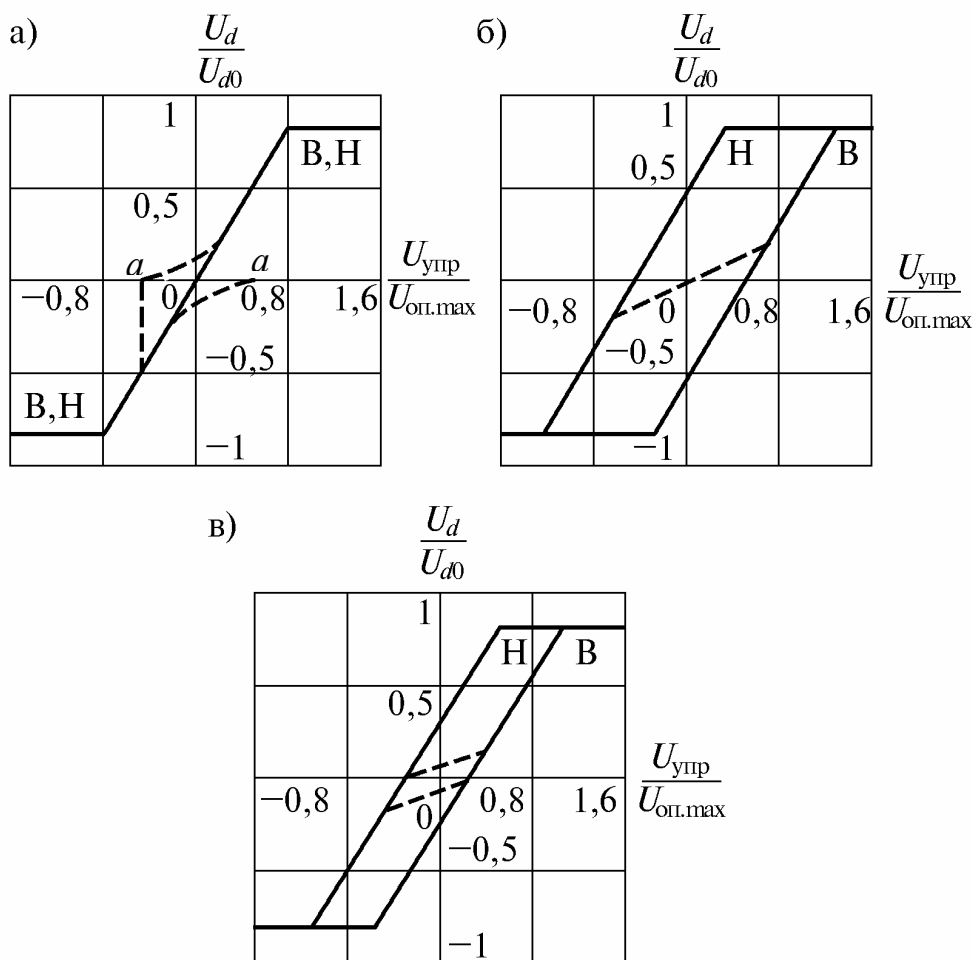 а)
U_d
U_d0
1
В,Н
0,5
a
a
U_упр
−0,8
0
0,8
1,6
U_оп.max
−0,5
В,Н
−1
б)
U_d
U_d0
1
Н
В
0,5
U_упр
−0,8
0
0,8
1,6
U_оп.max
−0,5
−1
в)
U_d
U_d0
1
Н
В
0,5
U_упр
−0,8
0
0,8
1,6
U_оп.max
−0,5
−1